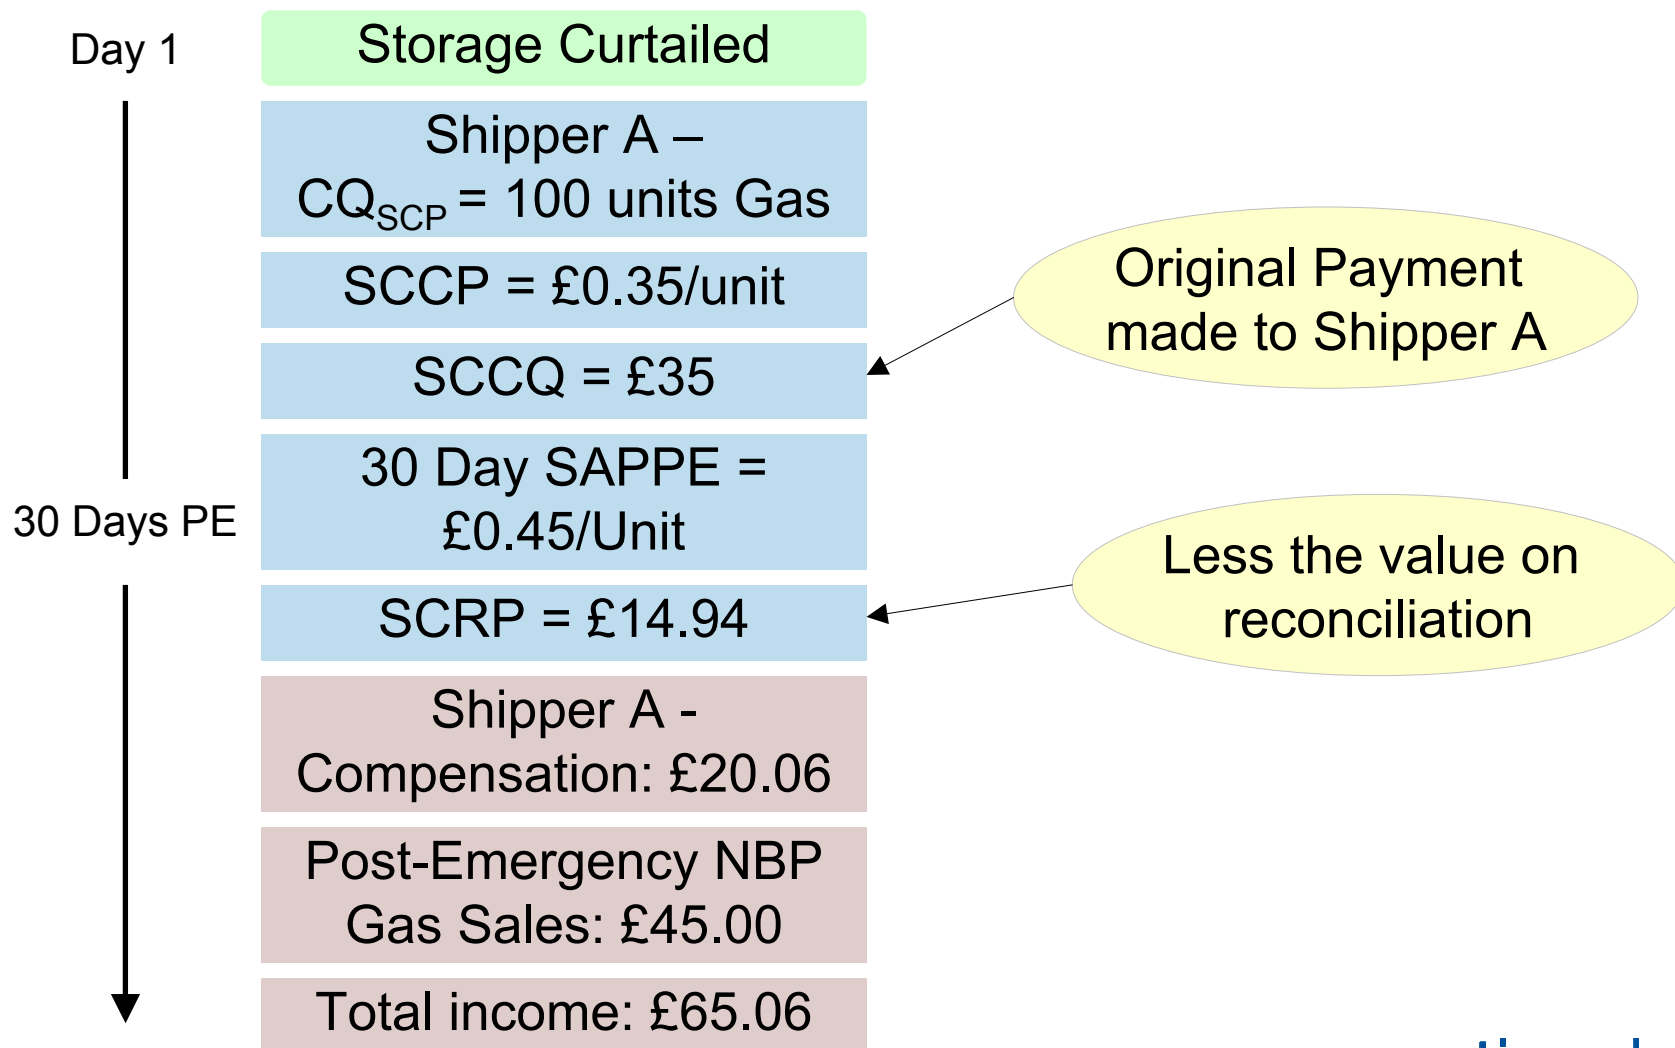 Day 1
Storage Curtailed
Shipper A –
CQSCP = 100 units Gas
SCCP = £0.35/unit
Original Payment
made to Shipper A
SCCQ = £35
30 Day SAPPE =
£0.45/Unit
30 Days PE
Less the value on
reconciliation
SCRP = £14.94
Shipper A -
Compensation: £20.06
Post-Emergency NBP
Gas Sales: £45.00
Total income: £65.06